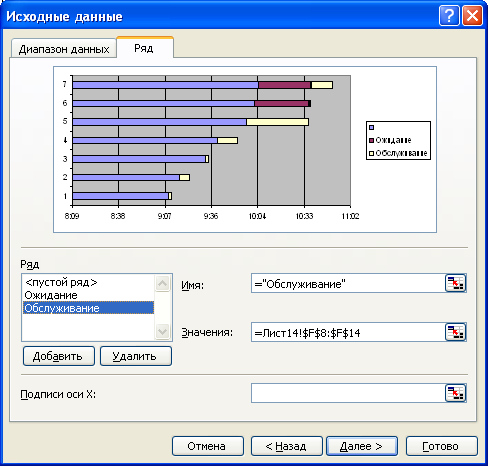 Исходные данные
Диапазон данных
Ряд
7
6
5
4
3
2
1
8:09 8:38 9:07 9:36 10:04 10:33 11:02
Ожидание
Обслуживание
Ряд
<пустой ряд>
Ожидание
Обслуживание
Добавить Удалить
Имя: ="Обслуживание"
Значения: =Лист14!$F$8:$F$14
Подписи оси X:
Отмена < Назад Далее > Готово